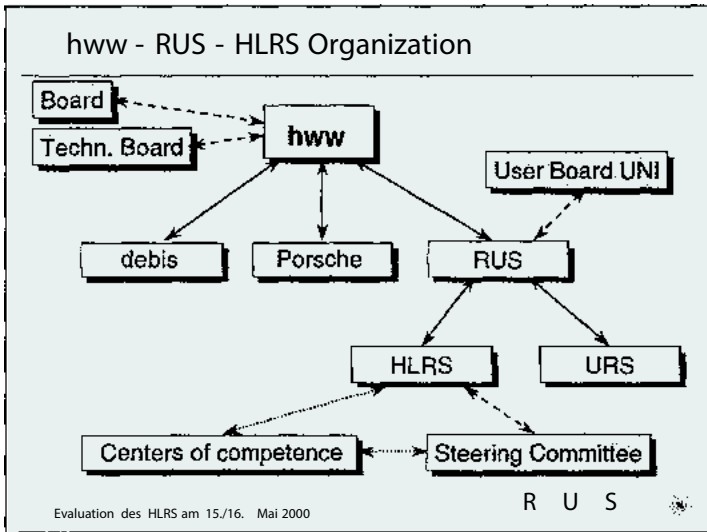 hww - RUS - HLRS Organization
Board
hww
Techn. Board
User Board UNI
debis
Porsche
RUS
HLRS
URS
Centers of competence
Steering Committee
R U S
Evaluation des HLRS am 15./16. Mai 2000